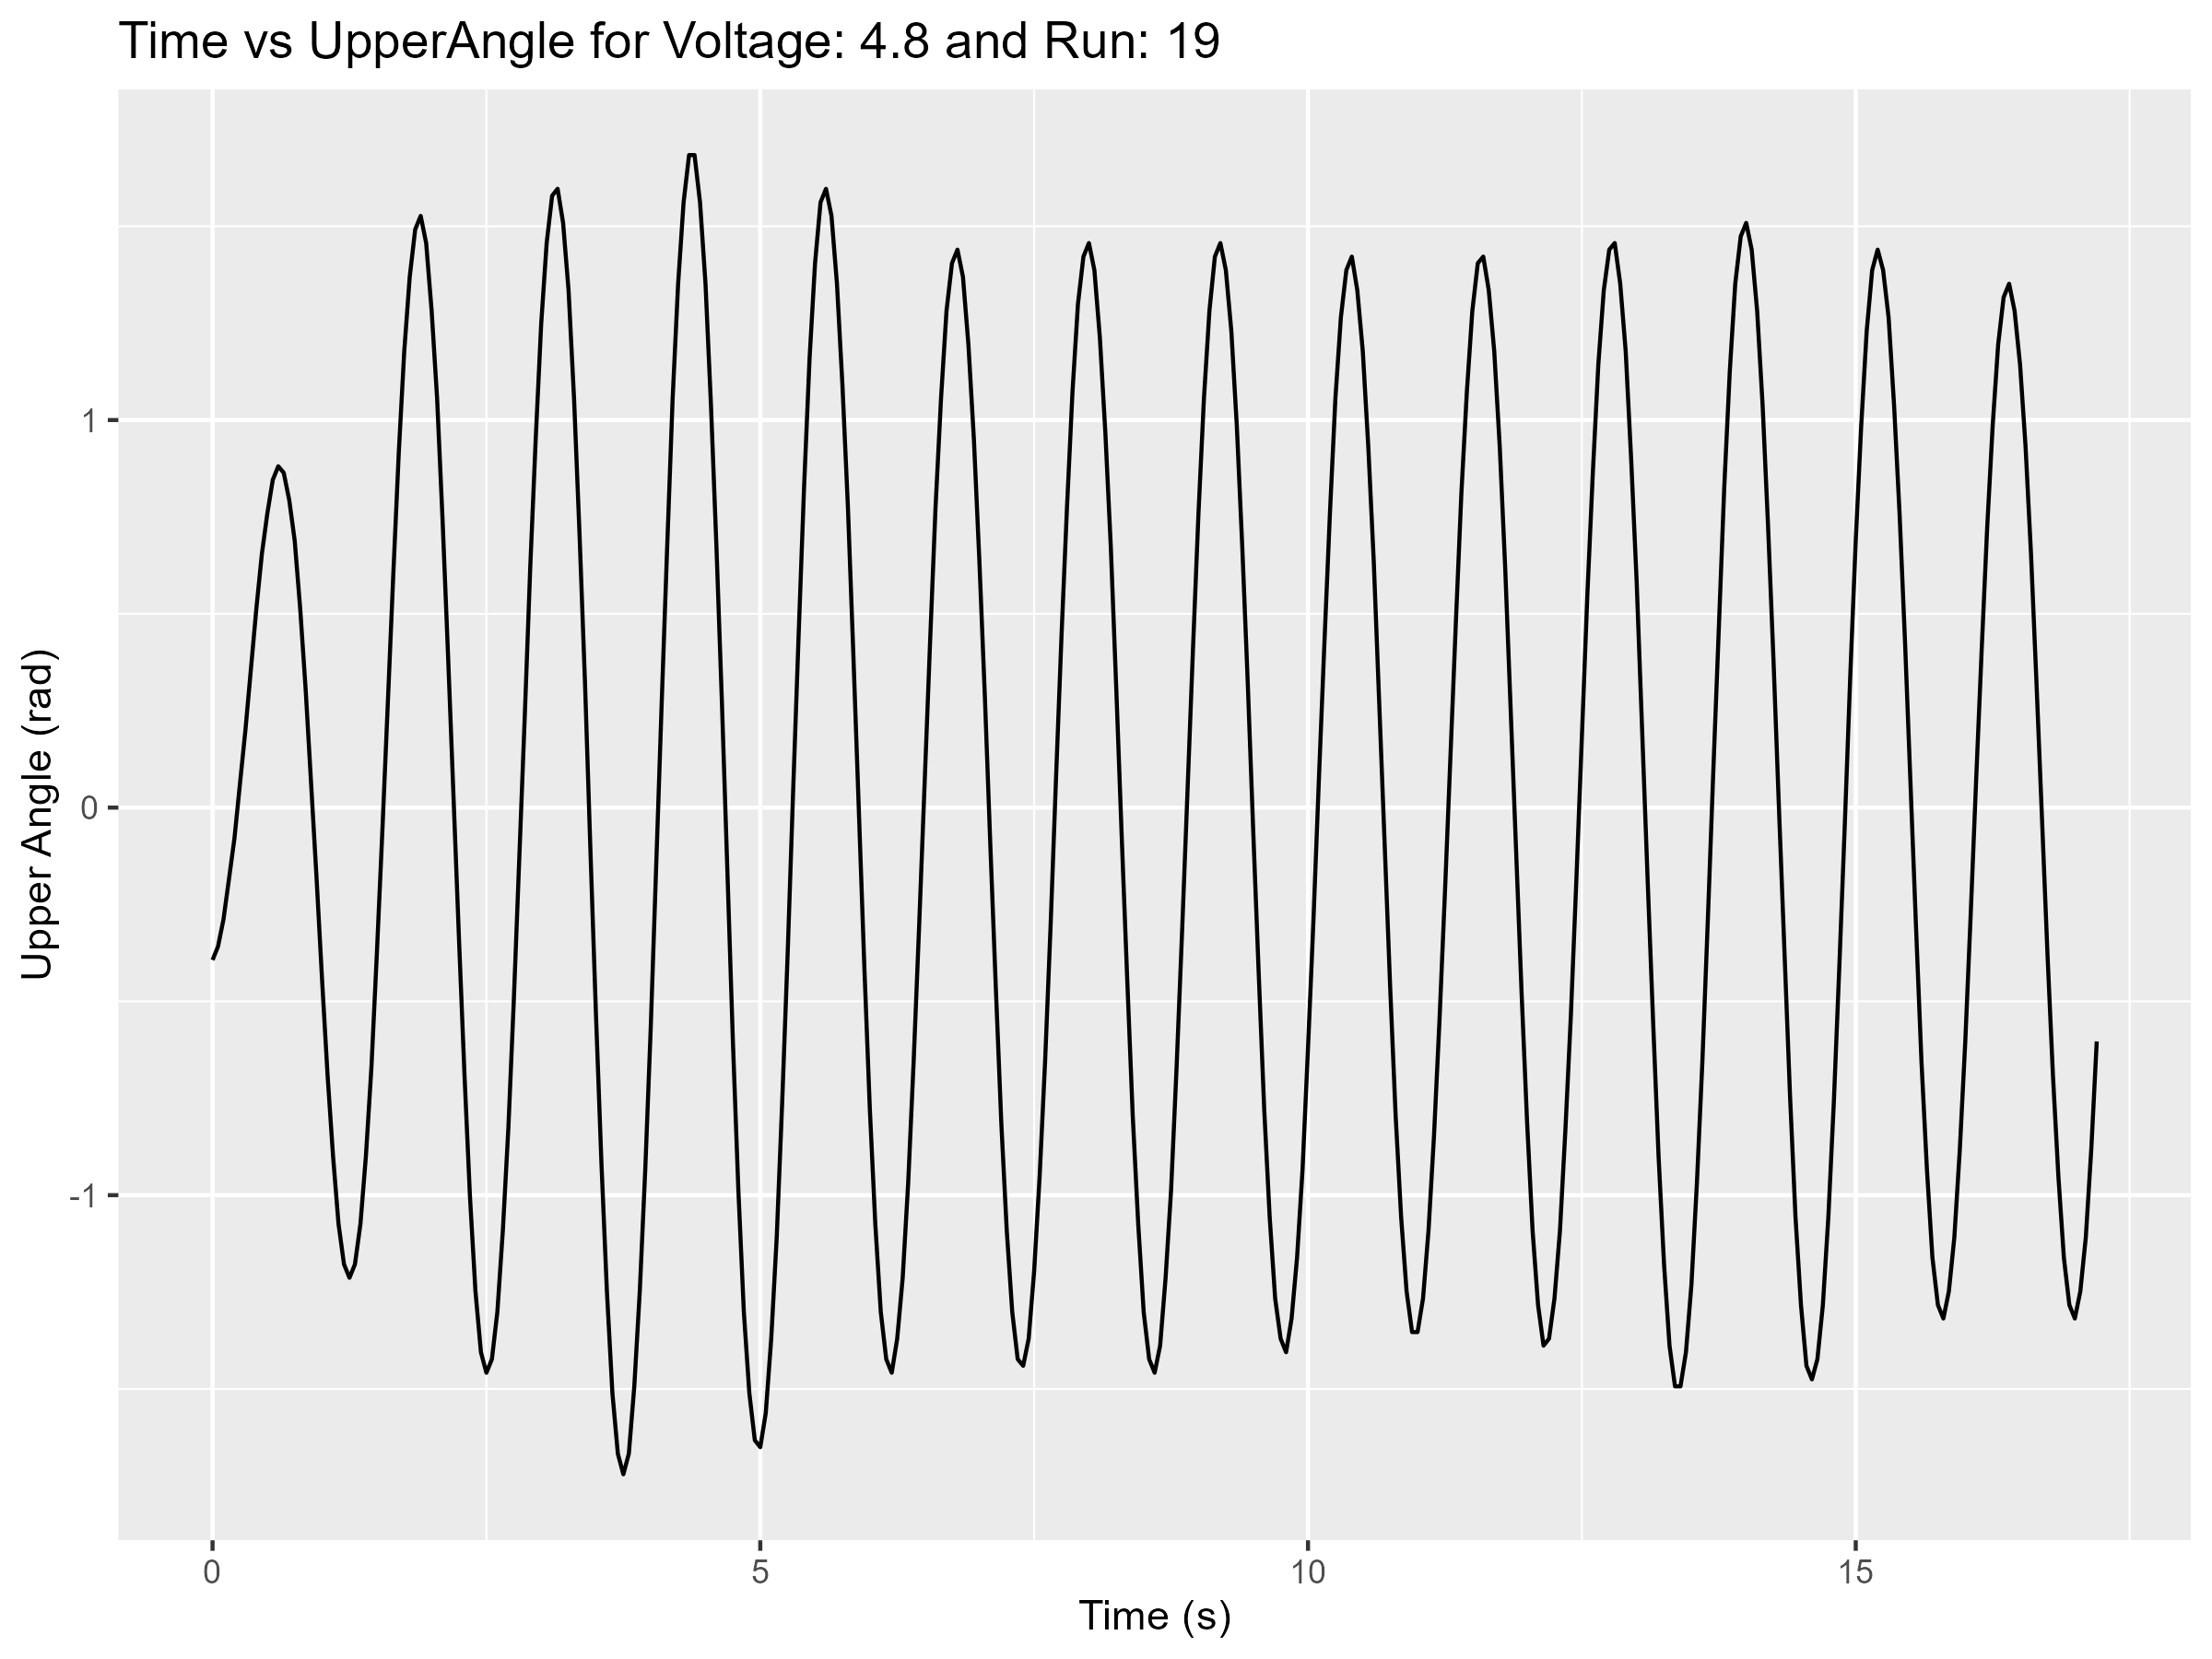 Time vs UpperAngle for Voltage: 4.8 and Run: 19
Upper Angle (rad)
1
0
-1
0 5 10 15
Time (s)